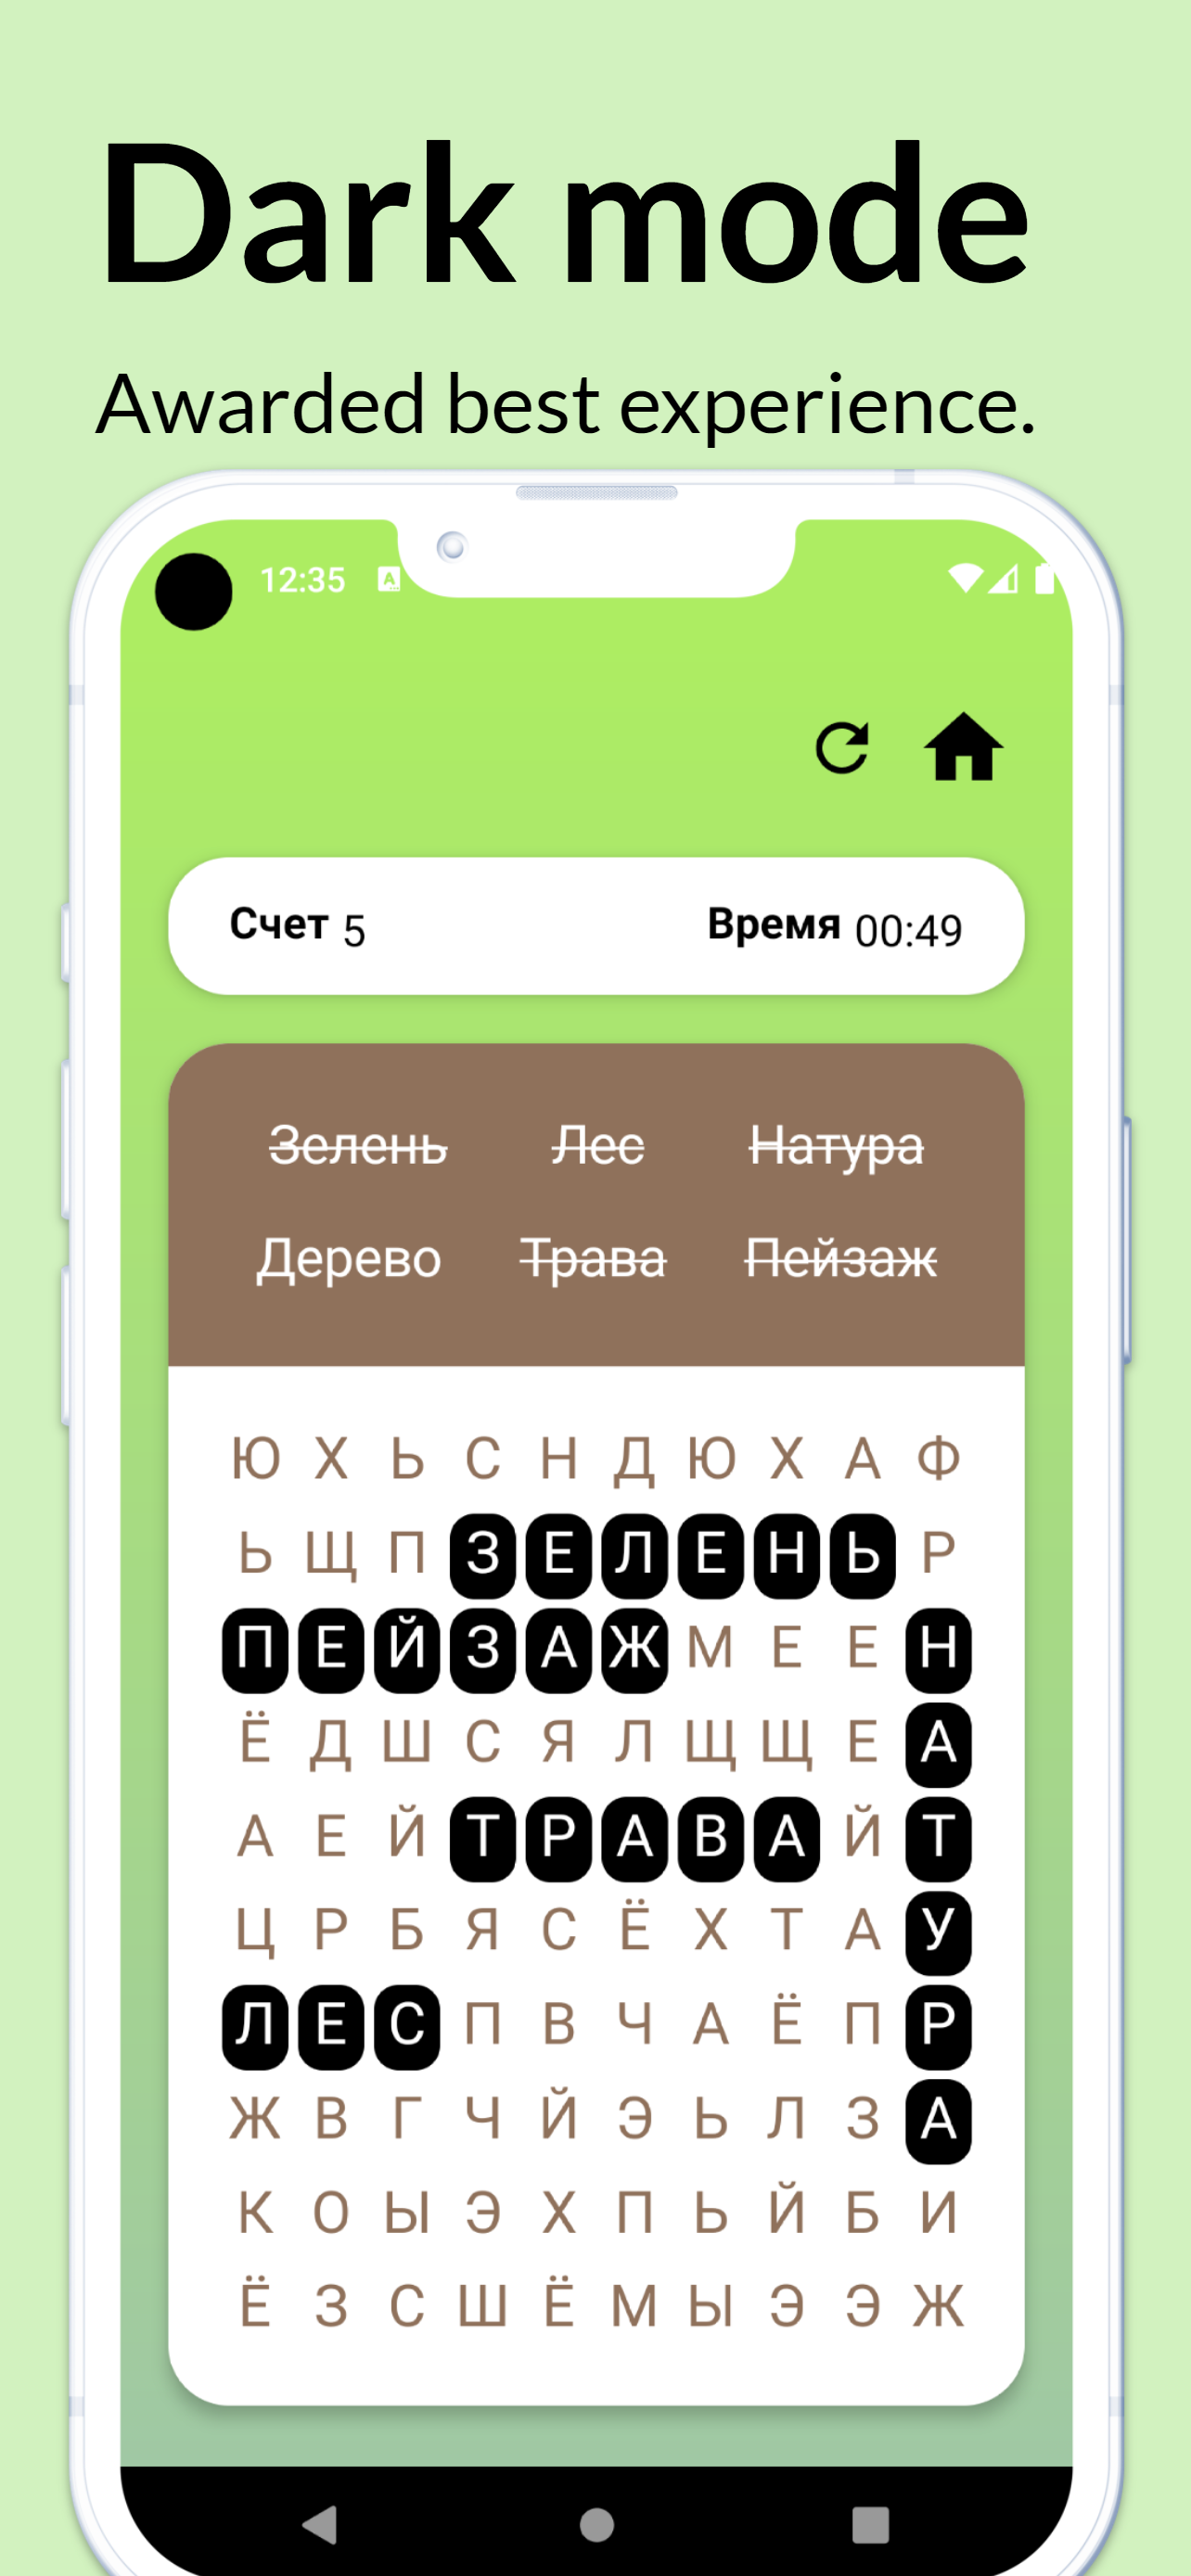 Dark mode
Awarded best experience.
12:35 A
Счет 5 Время 00:49
Зелень Лес Натура
Дерево Трава Пейзаж
Ю Х Ь С Н Д Ю Х А Ф
Ь Щ П З Е Л Е Н Ь Р
П Е Й З А Ж М Е Е Н
Ё Д Ш С Я Л Щ Щ Е А
А Е Й Т Р А В А Й Т
Ц Р Б Я С Ё Х Т А У
Л Е С П В Ч А Ё П Р
Ж В Г Ч Й Э Ь Л З А
К О Ы Э Х П Ь Й Б И
Ё З С Ш Ё М Ы Э Э Ж